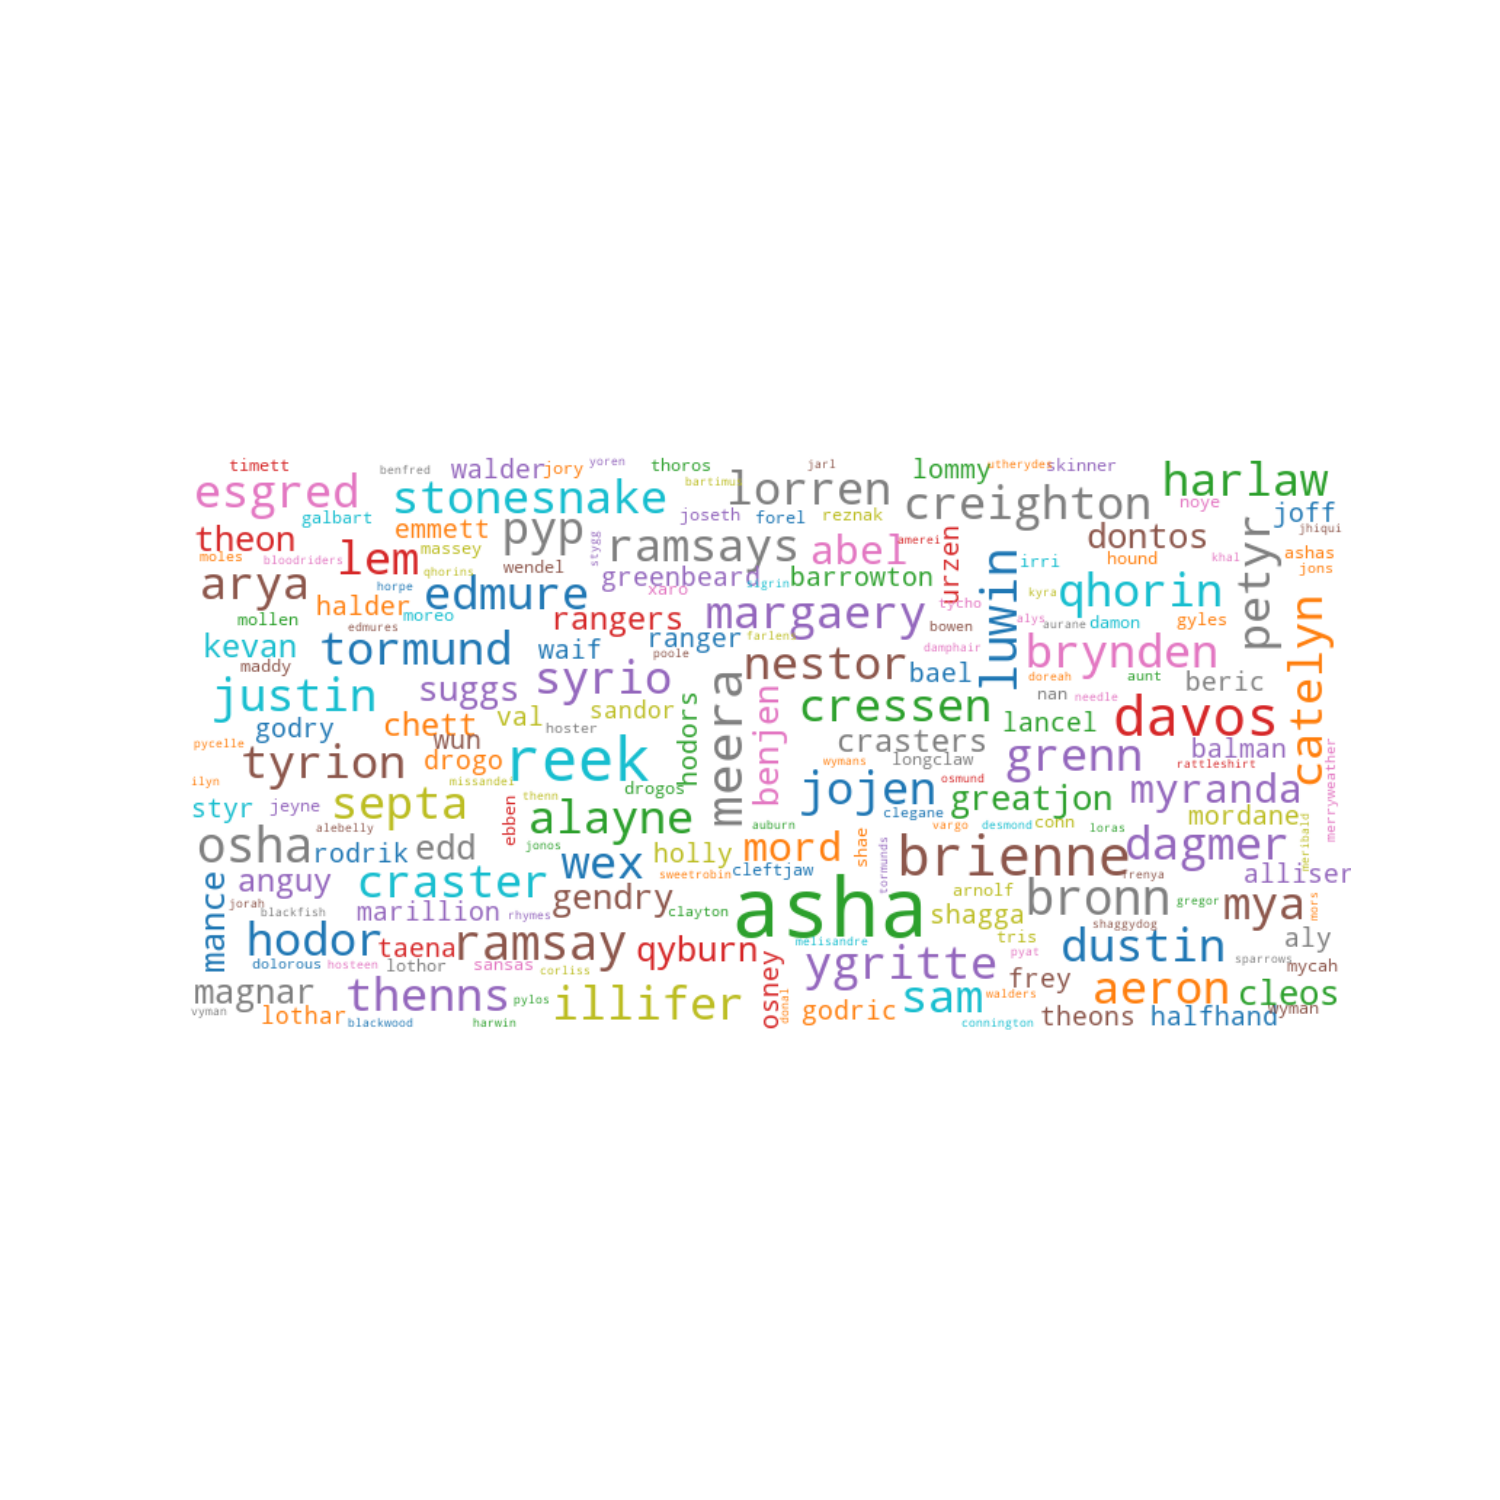 timett benfred walder jory yoren thoros jarl lommy utherydes skinner harlaw
esgred stonesnake bartimus lorren creighton noye joff
galbart emmett pyp joseth forel reznak dontos jhiqui
theon lem massey stygg ramsays abel amerei urzen hound khal petyr ashas
moles bloodriders qhorins wendel greenbeard barrowton luwin irri jons
arya horpe edmure xaro sigrin kyra qhorin
halder moreo rangers margaery tycho alys aurane damon gyles catelyn
mollen edmures bowen
kevan tormund waif ranger farlens damphair brynden
maddy poole nestor bael doreah aunt beric
justin suggs syrio meera benjen cressen nan needle
godry chett val sandor hodors lancel davos
pycelle wun hoster crasters grenn balman merryweather
tyrion drogo reek wymans longclaw rattleshirt
ilyn missandei drogos jojen osmund greatjon myranda
styr jeyne septa ebben thenn alayne clegane mordane
osha alebelly jonos auburn shae vargo desmond conn loras meribald
rodrik edd wex holly mord brienne dagmer
mance anguy craster sweetrobin cleftjaw tormunds frenya alliser
jorah gendry asha arnolf bronn gregor mya mors
blackfish marillion rhymes clayton shagga shaggydog
hodor taena ramsay qyburn melisandre tris dustin aly
dolorous hosteen lothor sansas corliss osney ygritte pyat sparrows mycah
magnar thenns pylos illifer donal sam walders frey aeron cleos
vyman lothar blackwood harwin godric connington theons halfhand wyman